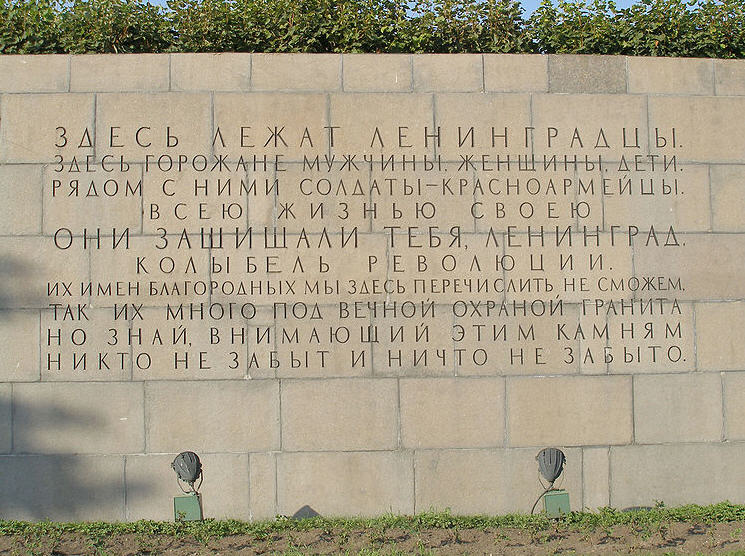 ЗДЕСЬ ЛЕЖАТ ЛЕНИНГРАДЦЫ.
ЗДЕСЬ ГОРОЖАНЕ МУЖЧИНЫ, ЖЕНЩИНЫ, ДЕТИ.
РЯДОМ С НИМИ СОЛДАТЫ-КРАСНОАРМЕЙЦЫ.
ВСЕЮ ЖИЗНЬЮ СВОЕЮ
ОНИ ЗАЩИЩАЛИ ТЕБЯ, ЛЕНИНГРАД,
КОЛЫБЕЛЬ РЕВОЛЮЦИИ.
ИХ ИМЕН БЛАГОРОДНЫХ МЫ ЗДЕСЬ ПЕРЕЧИСЛИТЬ НЕ СМОЖЕМ,
ТАК ИХ МНОГО ПОД ВЕЧНОЙ ОХРАНОЙ ГРАНИТА
НО ЗНАЙ, ВНИМАЮЩИЙ ЭТИМ КАМНЯМ
НИКТО НЕ ЗАБЫТ И НИЧТО НЕ ЗАБЫТО.